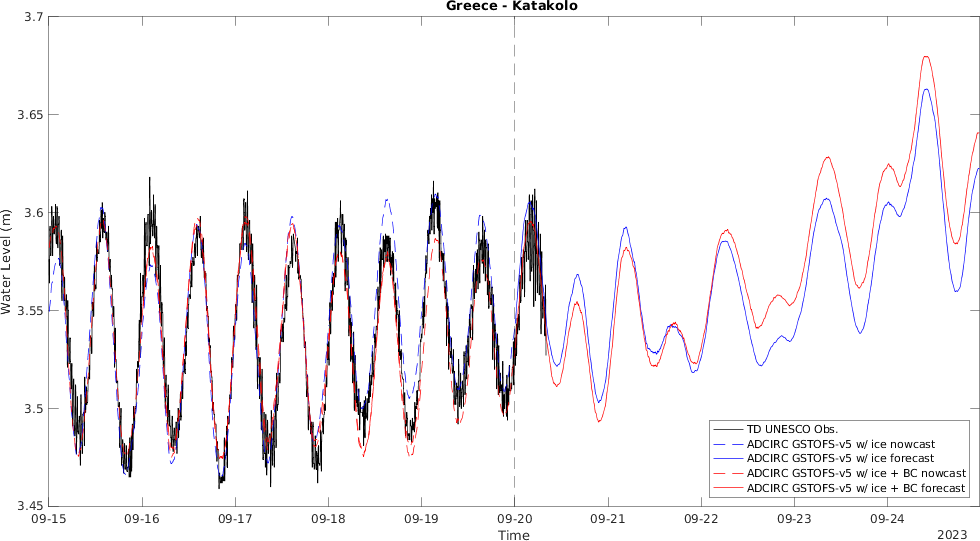 Greece - Katakolo
3.7
3.65
3.6
3.55
3.5
3.45
Water Level (m)
09-15 09-16 09-17 09-18 09-19 09-20 09-21 09-22 09-23 09-24
Time
2023
TD UNESCO Obs.
ADCIRC GSTOFS-v5 w/ ice nowcast
ADCIRC GSTOFS-v5 w/ ice forecast
ADCIRC GSTOFS-v5 w/ ice + BC nowcast
ADCIRC GSTOFS-v5 w/ ice + BC forecast